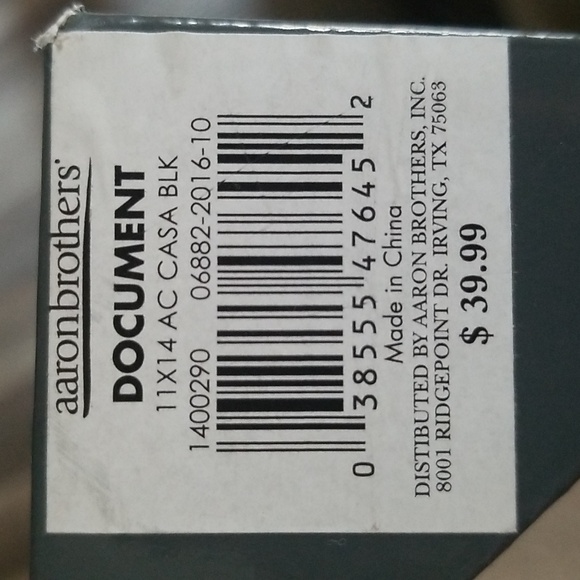 aaronbrothers'
DOCUMENT
11X14 AC CASA BLK
1400290 06882-2016-10
0 38555 47645 2
Made in China
DISTIBUTED BY AARON BROTHERS, INC.
8001 RIDGEPOINT DR. IRVING, TX 75063
$ 39.99